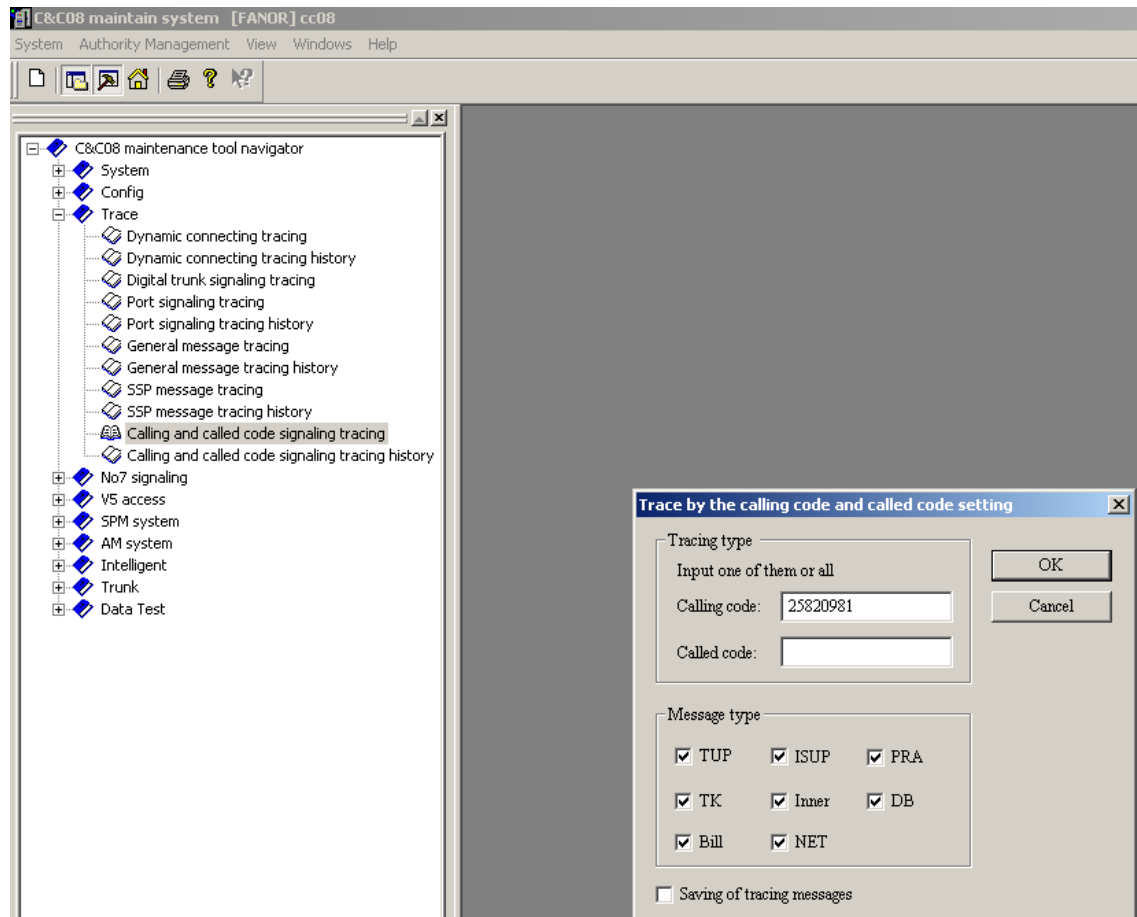 C&C08 maintain system [FANOR] cc08
System Authority Management View Windows Help
C&C08 maintenance tool navigator
System
Config
Trace
Dynamic connecting tracing
Dynamic connecting tracing history
Digital trunk signaling tracing
Port signaling tracing
Port signaling tracing history
General message tracing
General message tracing history
SSP message tracing
SSP message tracing history
Calling and called code signaling tracing
Calling and called code signaling tracing history
No7 signaling
V5 access
SPM system
AM system
Intelligent
Trunk
Data Test
Trace by the calling code and called code setting
Tracing type
Input one of them or all
Calling code: 25820981
Called code:
OK
Cancel
Message type
TUP ISUP PRA
TK Inner DB
Bill NET
Saving of tracing messages